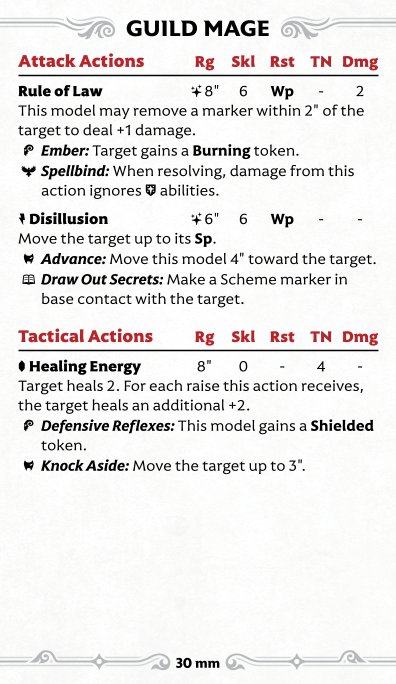 GUILD MAGE
Attack Actions Rg Skl Rst TN Dmg
Rule of Law 8" 6 Wp - 2
This model may remove a marker within 2" of the
target to deal +1 damage.
Ember: Target gains a Burning token.
Spellbind: When resolving, damage from this
action ignores abilities.
Disillusion 6" 6 Wp - -
Move the target up to its Sp.
Advance: Move this model 4" toward the target.
Draw Out Secrets: Make a Scheme marker in
base contact with the target.
Tactical Actions Rg Skl Rst TN Dmg
Healing Energy 8" 0 - 4 -
Target heals 2. For each raise this action receives,
the target heals an additional +2.
Defensive Reflexes: This model gains a Shielded
token.
Knock Aside: Move the target up to 3".
30 mm